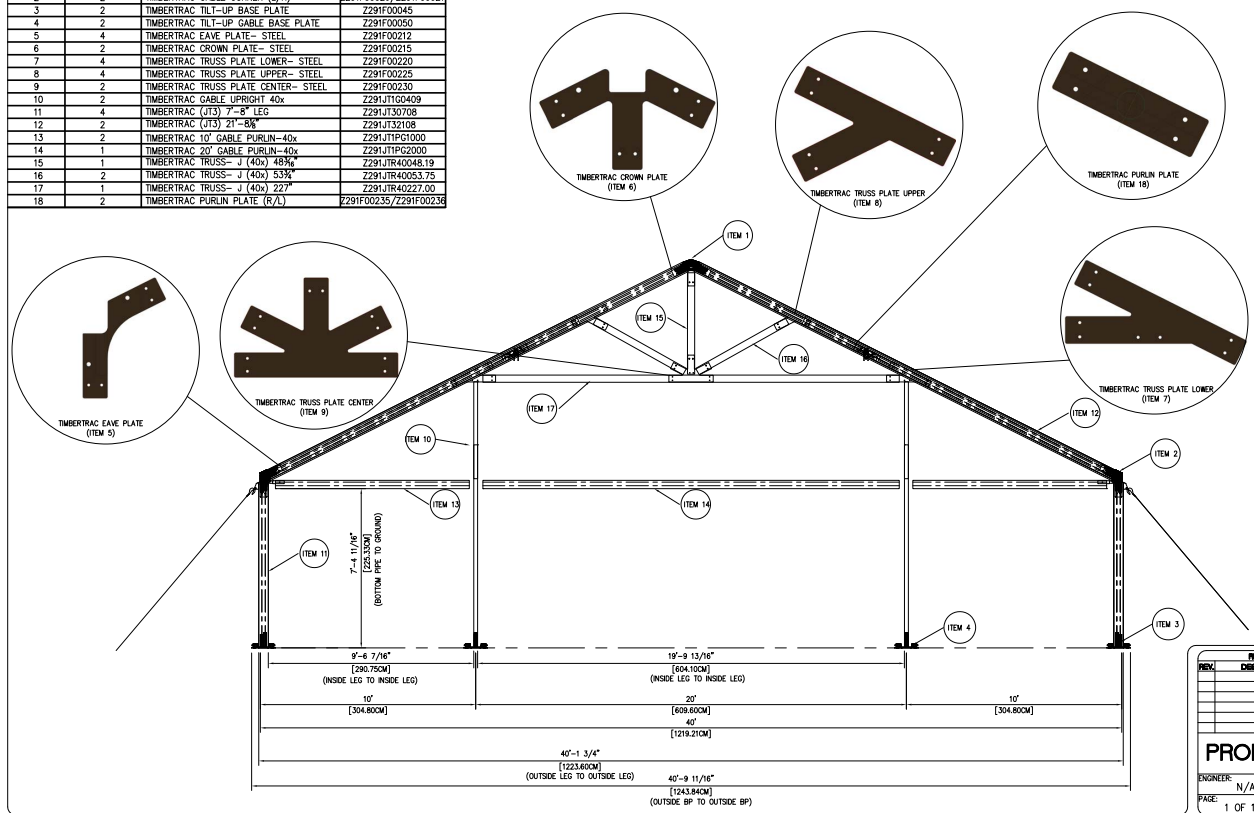 3 2 TIMBERTRAC TILT-UP BASE PLATE Z291F00045
4 2 TIMBERTRAC TILT-UP GABLE BASE PLATE Z291F00050
5 4 TIMBERTRAC EAVE PLATE- STEEL Z291F00212
6 2 TIMBERTRAC CROWN PLATE- STEEL Z291F00215
7 4 TIMBERTRAC TRUSS PLATE LOWER- STEEL Z291F00220
8 4 TIMBERTRAC TRUSS PLATE UPPER- STEEL Z291F00225
9 2 TIMBERTRAC TRUSS PLATE CENTER- STEEL Z291F00230
10 2 TIMBERTRAC GABLE UPRIGHT 40x Z291JT1G0409
11 4 TIMBERTRAC (JT3) 7'-8" LEG Z291JT30708
12 2 TIMBERTRAC (JT3) Z291JT32108
13 2 TIMBERTRAC 10' GABLE PURLIN-40x Z291JT1PG1000
14 1 TIMBERTRAC 20' GABLE PURLIN-40x Z291JT1PG2000
15 1 TIMBERTRAC TRUSS- J (40x) 48³⁄₁₆" Z291JTR40048.19
16 2 TIMBERTRAC TRUSS- J (40x) 53¾" Z291JTR40053.75
17 1 TIMBERTRAC TRUSS- J (40x) 227" Z291JTR40227.00
18 2 TIMBERTRAC PURLIN PLATE (R/L) Z291F00235/Z291F00236
TIMBERTRAC CROWN PLATE
(ITEM 6)
TIMBERTRAC TRUSS PLATE UPPER
(ITEM 8)
TIMBERTRAC PURLIN PLATE
(ITEM 18)
TIMBERTRAC EAVE PLATE
(ITEM 5)
TIMBERTRAC TRUSS PLATE CENTER
(ITEM 9)
TIMBERTRAC TRUSS PLATE LOWER
(ITEM 7)
ITEM 1
ITEM 15
ITEM 16
ITEM 17
ITEM 12
ITEM 10
ITEM 2
ITEM 13
ITEM 14
ITEM 11
7'-4 11/16"
[225.33CM]
(BOTTOM PIPE TO GROUND)
ITEM 4
ITEM 3
9'-6 7/16"
[290.75CM]
(INSIDE LEG TO INSIDE LEG)
19'-9 13/16"
[604.10CM]
(INSIDE LEG TO INSIDE LEG)
10'
[304.80CM]
20'
[609.60CM]
10'
[304.80CM]
40'
[1219.21CM]
40'-1 3/4"
[1223.60CM]
(OUTSIDE LEG TO OUTSIDE LEG)
40'-9 11/16"
[1243.84CM]
(OUTSIDE BP TO OUTSIDE BP)
REV.
ENGINEER:
N/A
PAGE:
1 OF 1